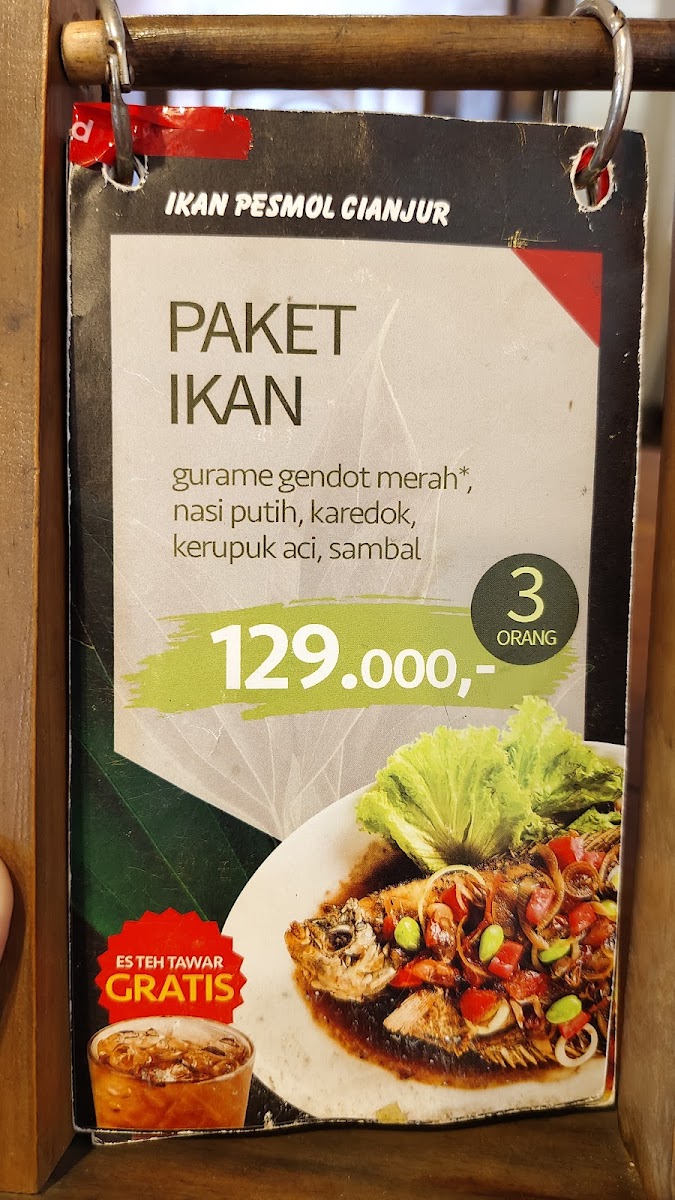 d
IKAN PESMOL CIANJUR
PAKET
IKAN
gurame gendot merah*,
nasi putih, karedok,
kerupuk aci, sambal
3
ORANG
129.000,-
ES TEH TAWAR
GRATIS